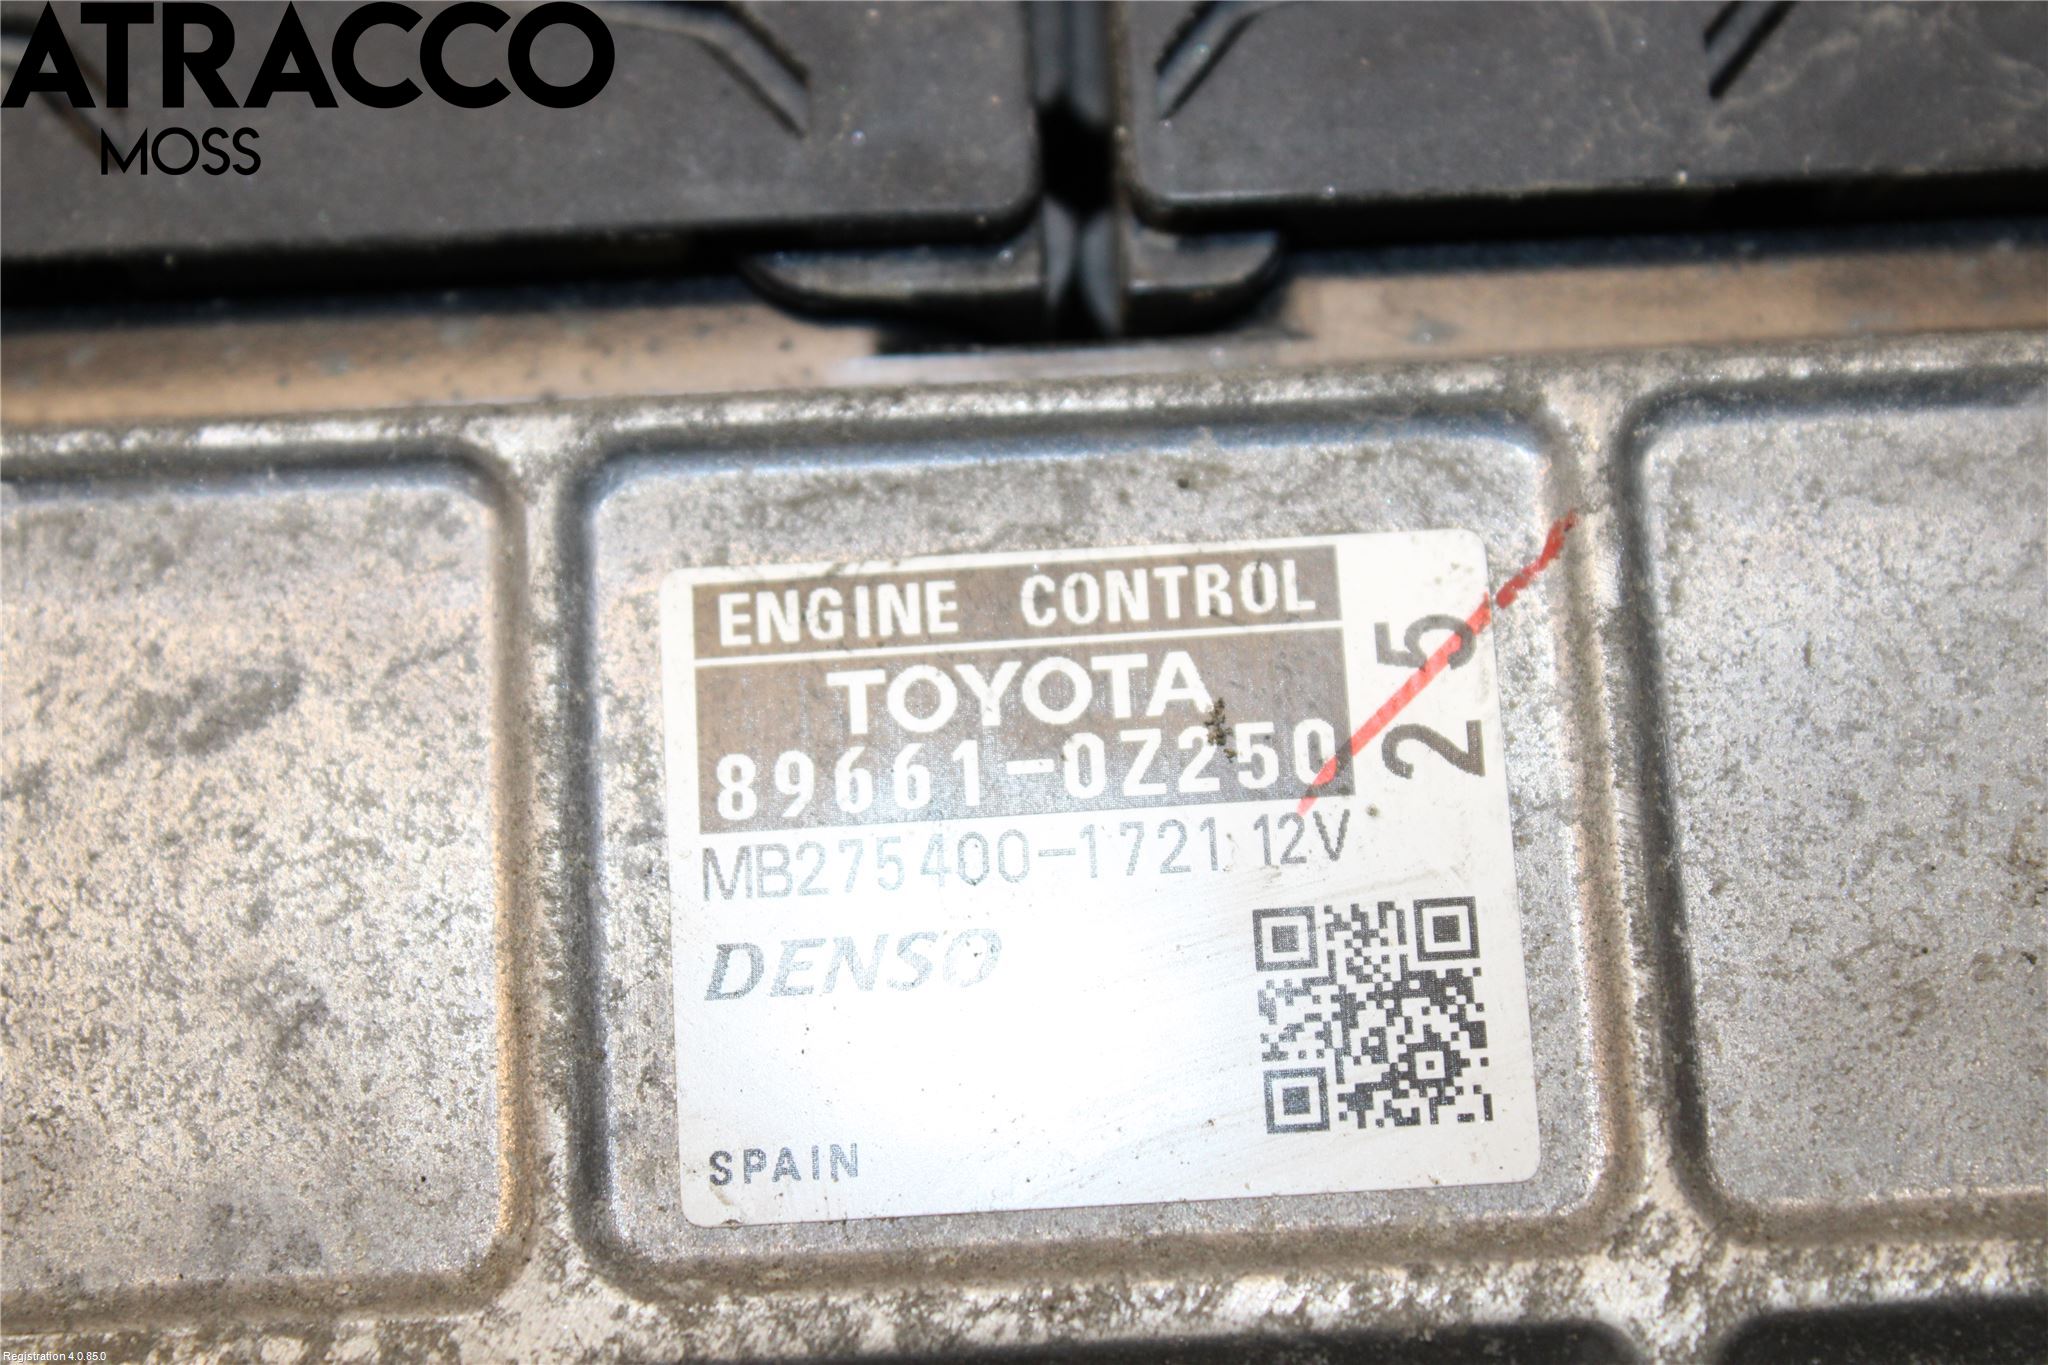 ATRACCO
MOSS
ENGINE CONTROL
TOYOTA
89661-0Z250
25
MB275400-1721 12V
DENSO
SPAIN
Registration 4.0.85.0